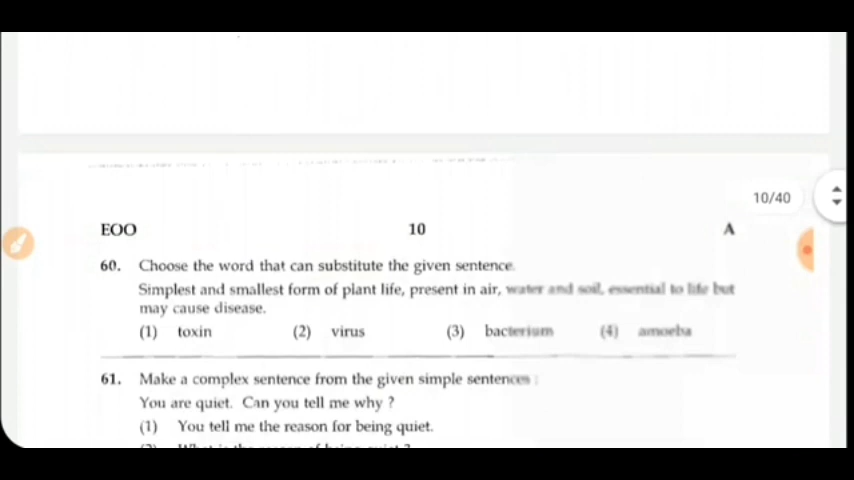 10/40
EOO 10 A
60. Choose the word that can substitute the given sentence.
Simplest and smallest form of plant life, present in air, water and soil, essential to life but
may cause disease.
(1) toxin (2) virus (3) bacterium (4) amoeba
61. Make a complex sentence from the given simple sentences :
You are quiet. Can you tell me why ?
(1) You tell me the reason for being quiet.